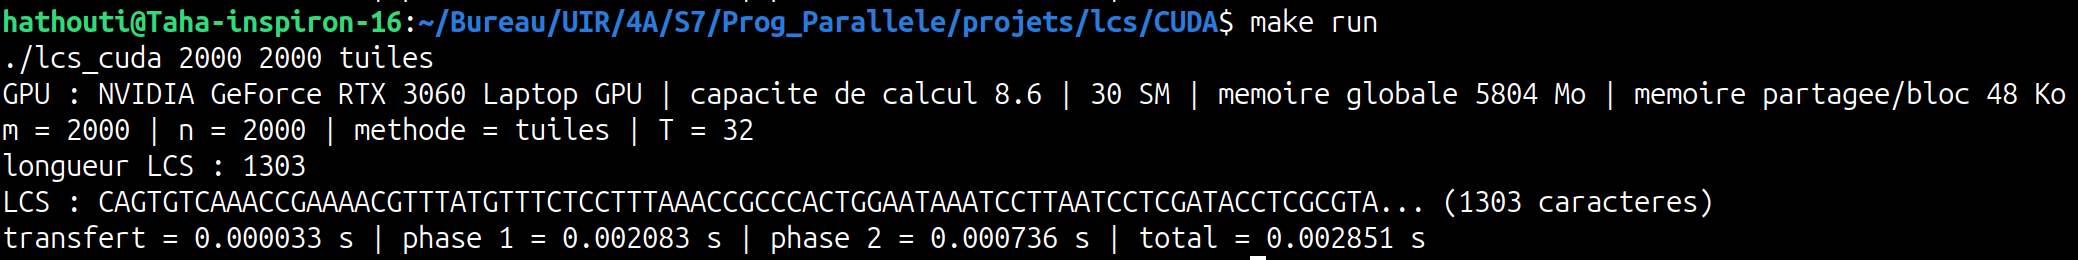 hathouti@Taha-inspiron-16:~/Bureau/UIR/4A/S7/Prog_Parallele/projets/lcs/CUDA$ make run
./lcs_cuda 2000 2000 tuiles
GPU : NVIDIA GeForce RTX 3060 Laptop GPU | capacite de calcul 8.6 | 30 SM | memoire globale 5804 Mo | memoire partagee/bloc 48 Ko
m = 2000 | n = 2000 | methode = tuiles | T = 32
longueur LCS : 1303
LCS : CAGTGTCAAACCGAAAACGTTTATGTTTCTCCTTTAAACCGCCCACTGGAATAAATCCTTAATCCTCGATACCTCGCGTA... (1303 caracteres)
transfert = 0.000033 s | phase 1 = 0.002083 s | phase 2 = 0.000736 s | total = 0.002851 s